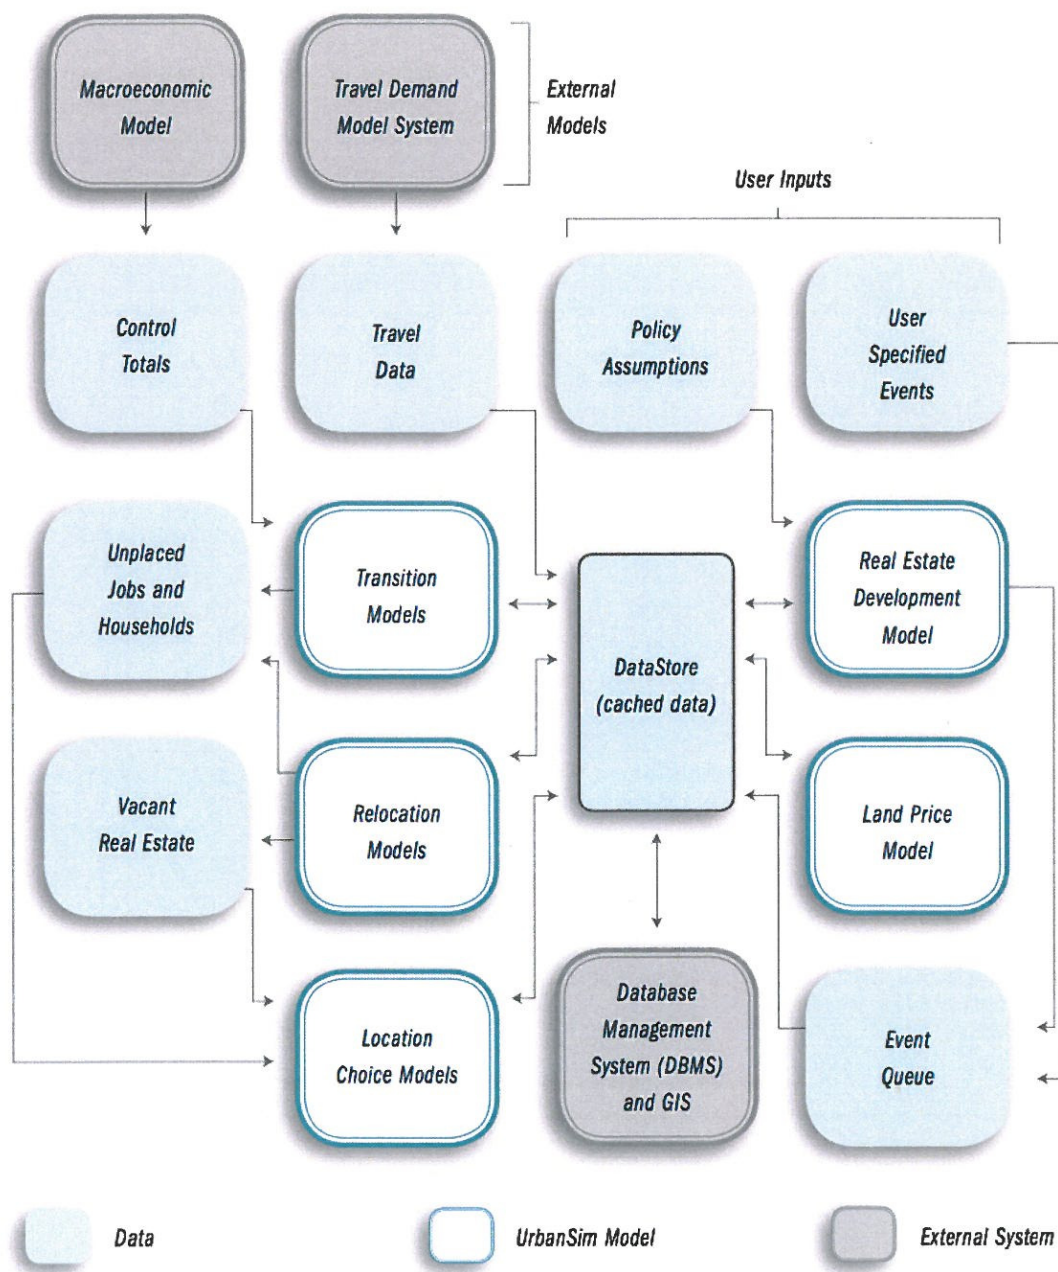 Macroeconomic
Model
Travel Demand
Model System
External
Models
User Inputs
Control
Totals
Travel
Data
Policy
Assumptions
User
Specified
Events
Unplaced
Jobs and
Households
Transition
Models
DataStore
(cached data)
Real Estate
Development
Model
Vacant
Real Estate
Relocation
Models
Land Price
Model
Location
Choice Models
Database
Management
System (DBMS)
and GIS
Event
Queue
Data
UrbanSim Model
External System